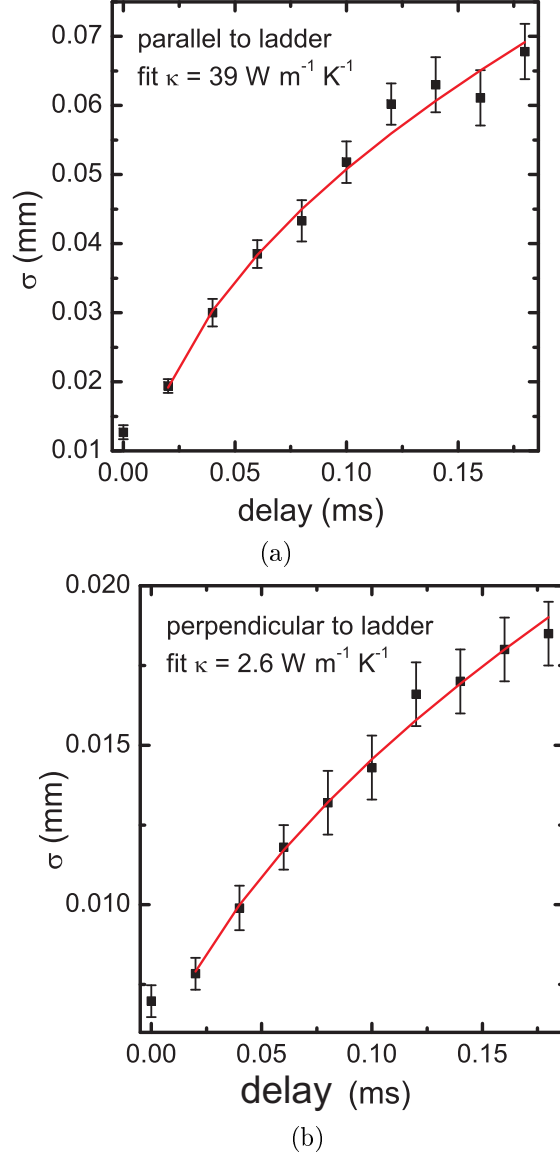 parallel to ladder
fit κ = 39 W m⁻¹ K⁻¹
0.07
0.06
0.05
0.04
0.03
0.02
0.01
σ (mm)
0.00 0.05 0.10 0.15
delay (ms)
(a)
perpendicular to ladder
fit κ = 2.6 W m⁻¹ K⁻¹
0.020
0.015
0.010
σ (mm)
0.00 0.05 0.10 0.15
delay (ms)
(b)